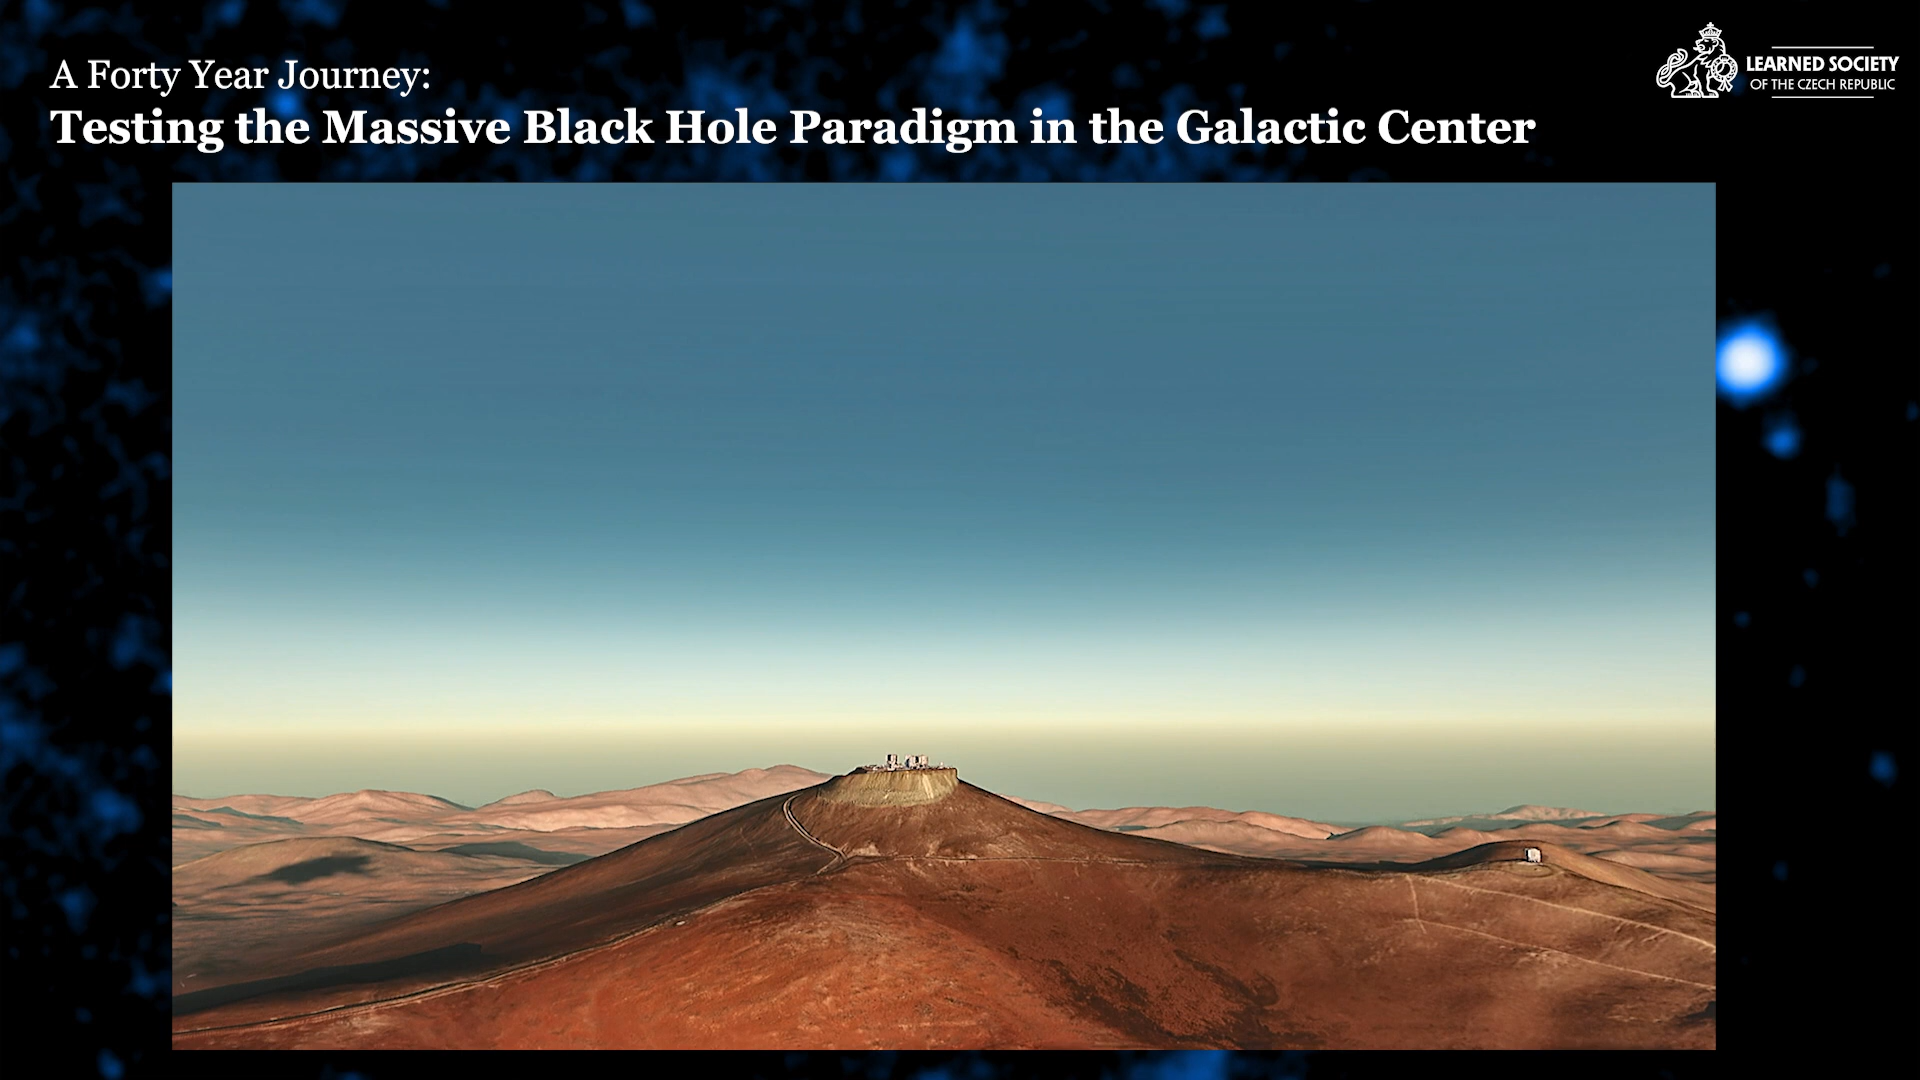 A Forty Year Journey:
Testing the Massive Black Hole Paradigm in the Galactic Center
LEARNED SOCIETY
OF THE CZECH REPUBLIC